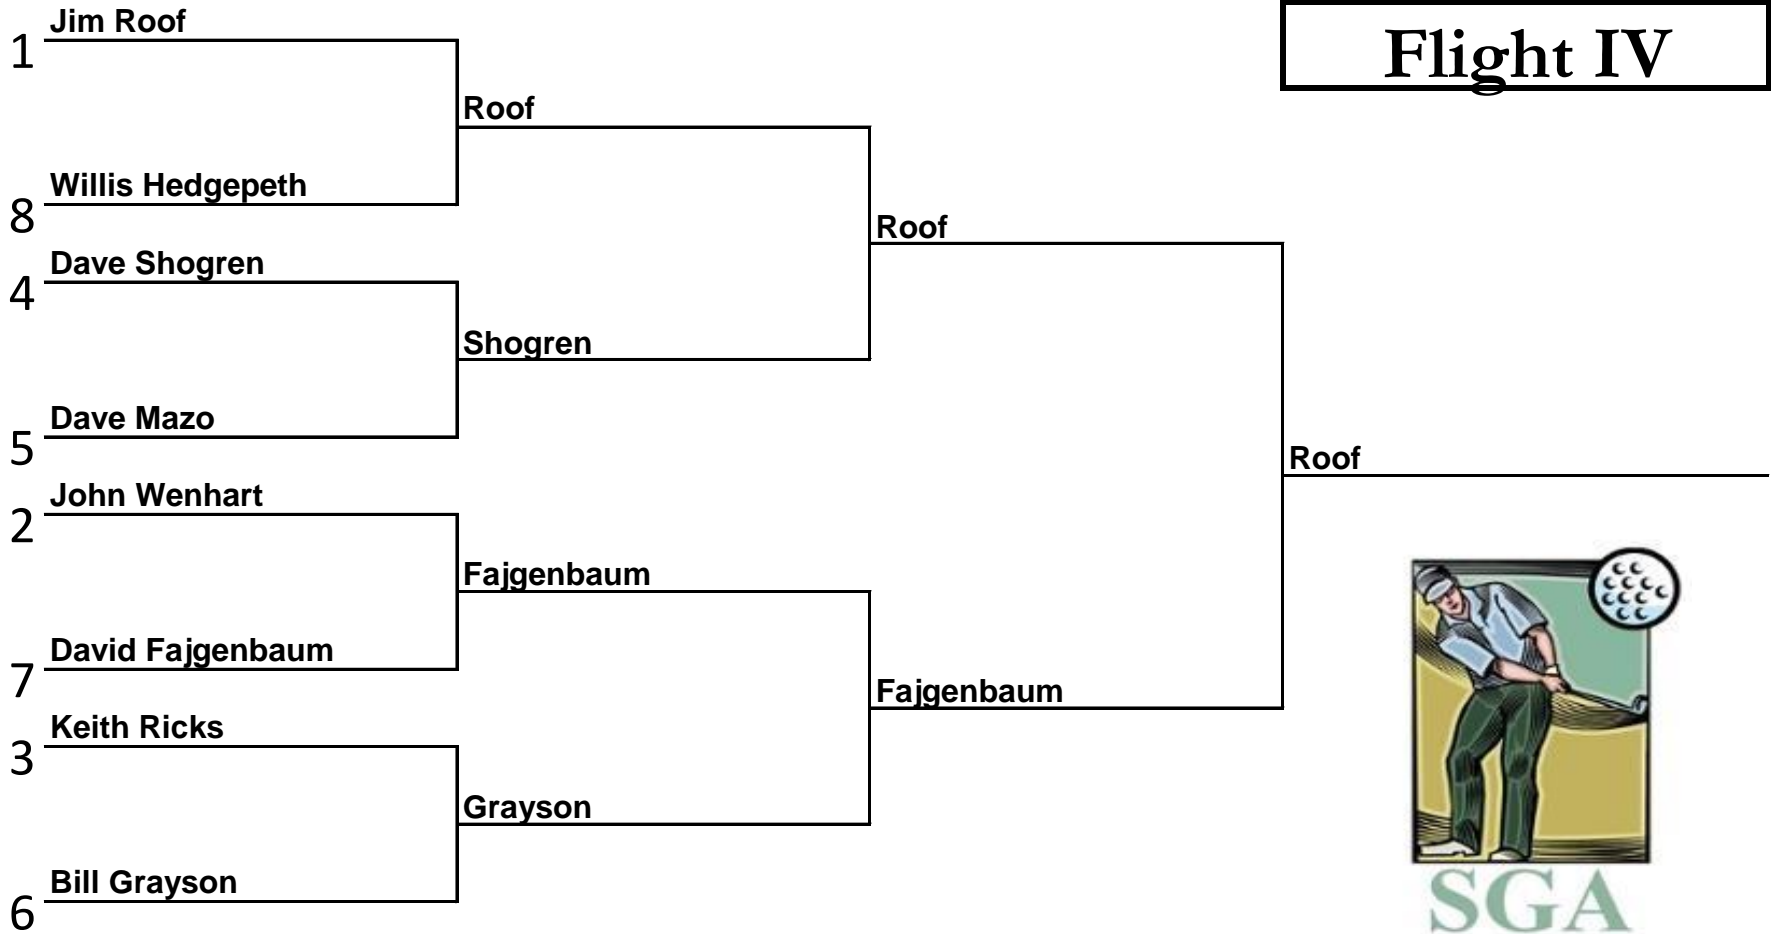 Flight IV
1 Jim Roof
8 Willis Hedgepeth
4 Dave Shogren
5 Dave Mazo
2 John Wenhart
7 David Fajgenbaum
3 Keith Ricks
6 Bill Grayson
Roof
Shogren
Fajgenbaum
Grayson
Roof
Fajgenbaum
Roof
SGA